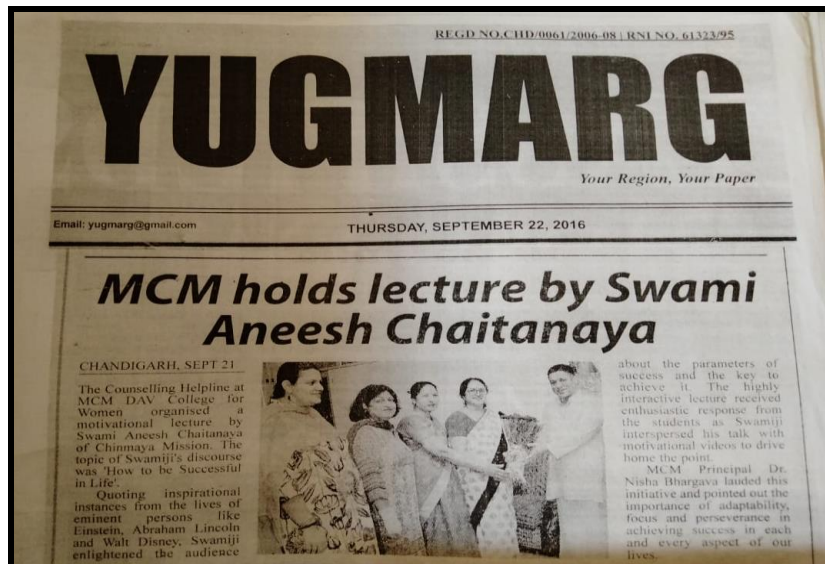 REGD NO.CHD/0061/2006-08 | RNI NO. 61323/95
YUGMARG
Your Region, Your Paper
Email: yugmarg@gmail.com
THURSDAY, SEPTEMBER 22, 2016
MCM holds lecture by Swami
Aneesh Chaitanaya
CHANDIGARH, SEPT 21
The Counselling Helpline at
MCM DAV College for
Women organised a
motivational lecture by
Swami Aneesh Chaitanaya
of Chinmaya Mission. The
topic of Swamiji's discourse
was 'How to be Successful
in Life'.
Quoting inspirational
instances from the lives of
eminent persons like
Einstein, Abraham Lincoln
and Walt Disney, Swamiji
enlightened the audience
about the parameters of
success and the key to
achieve it. The highly
interactive lecture received
enthusiastic response from
the students as Swamiji
interspersed his talk with
motivational videos to drive
home the point.
MCM Principal Dr.
Nisha Bhargava lauded this
initiative and pointed out the
importance of adaptability,
focus and perseverance in
achieving success in each
and every aspect of our
lives.